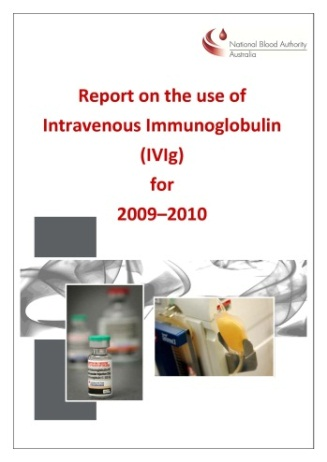 National Blood Authority
Australia
Report on the use of
Intravenous Immunoglobulin
(IVIg)
for
2009–2010